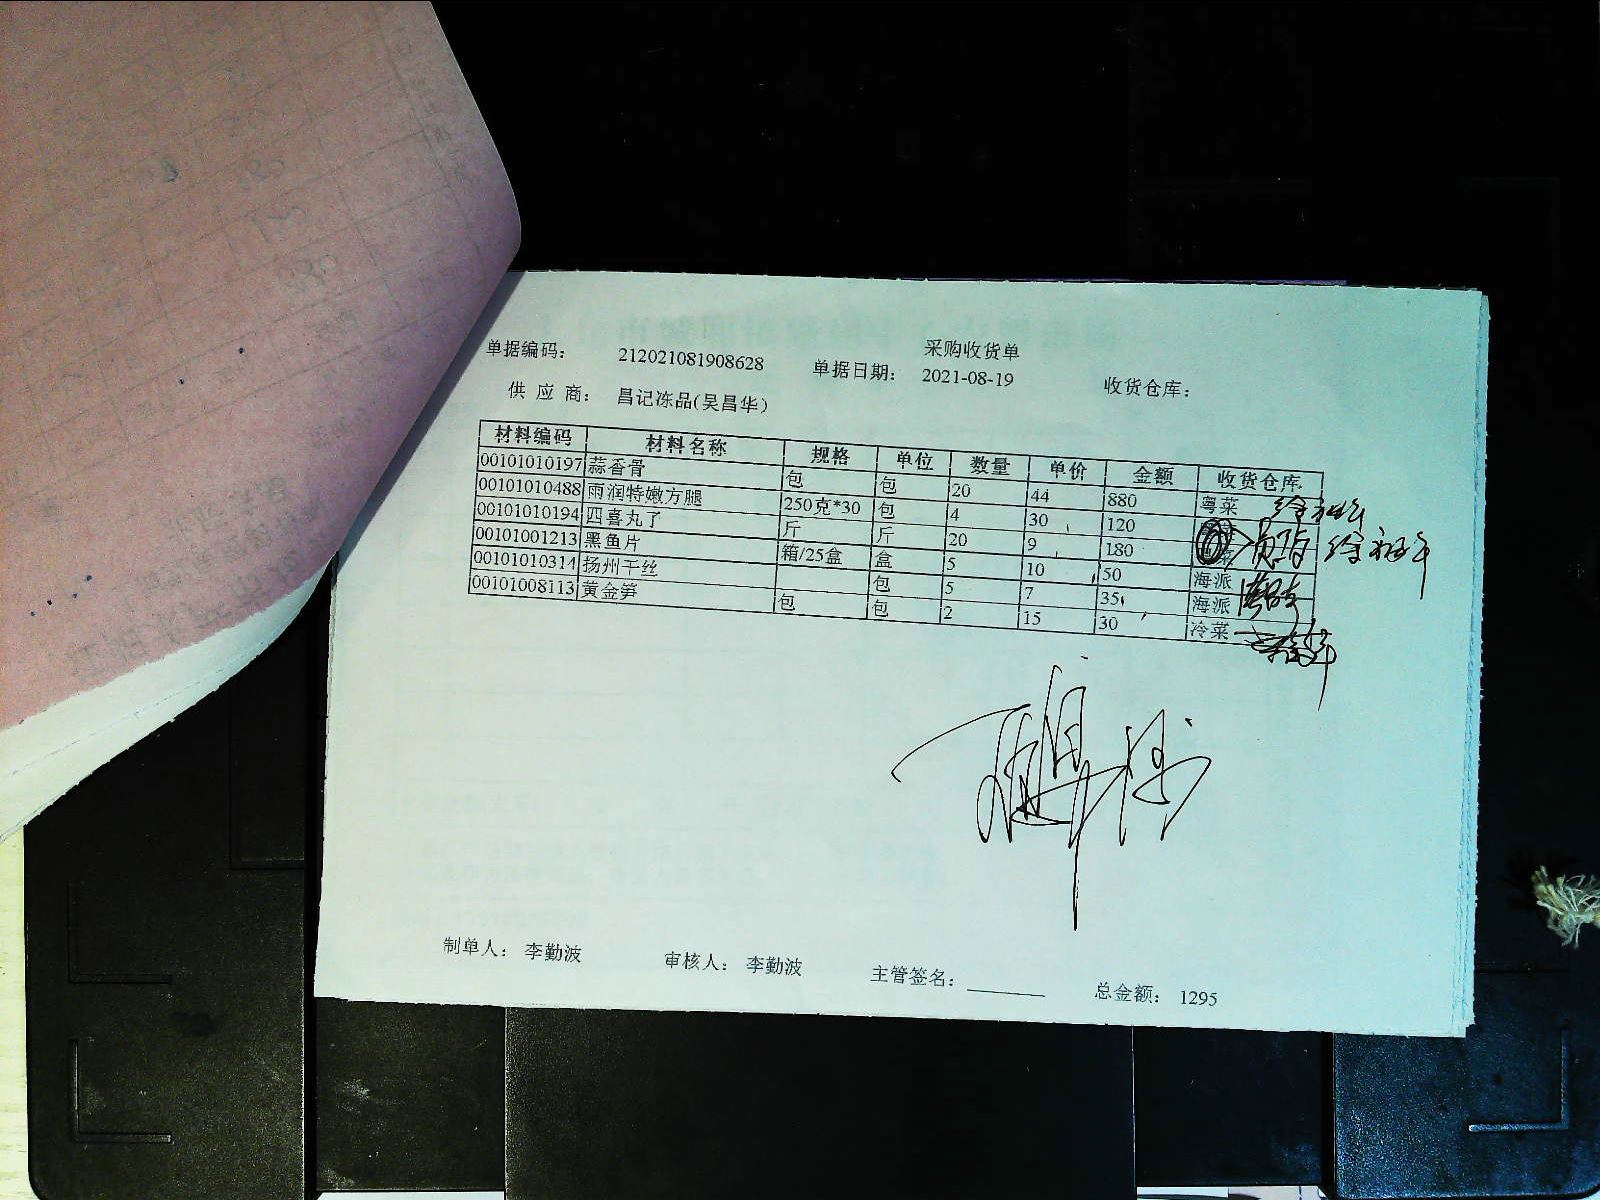 采购收货单
单据编码： 212021081908628 单据日期： 2021-08-19 收货仓库：
供 应 商： 昌记冻品(吴昌华)
材料编码 材料名称 规格 单位 数量 单价 金额 收货仓库
00101010197 蒜香骨 包 包 20 44 880 粤菜
00101010488 雨润特嫩方腿 250克*30 包 4 30 120
00101010194 四喜丸了 斤 斤 20 9 180
00101001213 黑鱼片 箱/25盒 盒 5 10 50 海派
00101010314 扬州干丝 包 5 7 35 海派
00101008113 黄金笋 包 包 2 15 30 冷菜
制单人： 李勤波 审核人： 李勤波 主管签名： 总金额： 1295